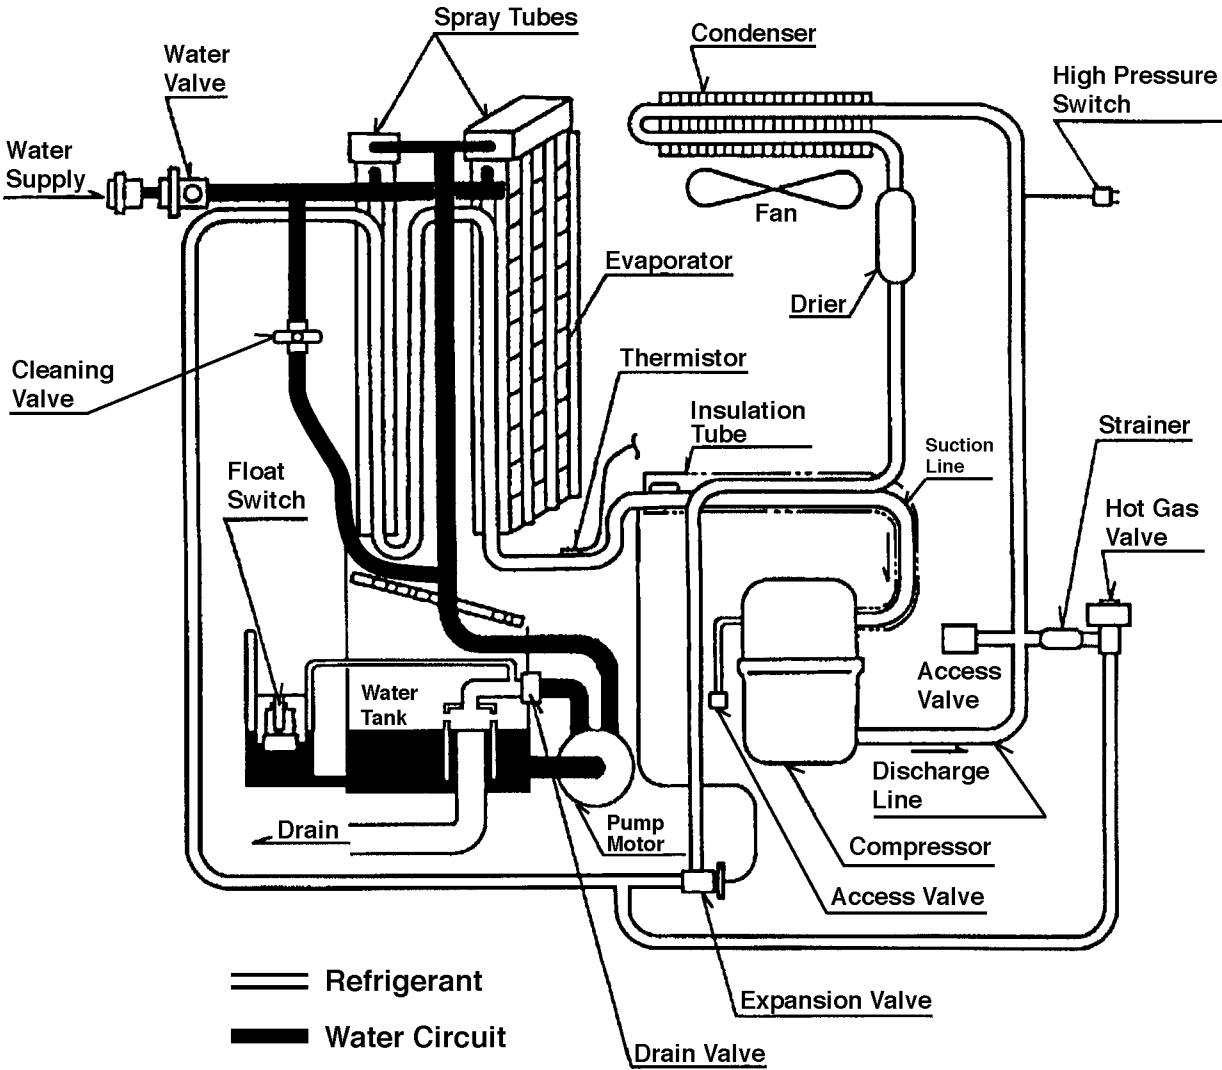 Spray Tubes
Condenser
Water
Valve
High Pressure
Switch
Water
Supply
Fan
Evaporator
Drier
Thermistor
Cleaning
Valve
Insulation
Tube
Suction
Line
Strainer
Float
Switch
Hot Gas
Valve
Water
Tank
Access
Valve
Discharge
Line
Drain
Pump
Motor
Compressor
Access Valve
Refrigerant
Expansion Valve
Water Circuit
Drain Valve